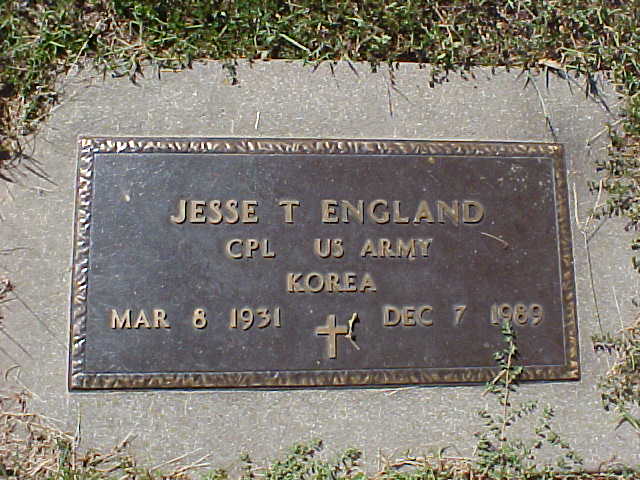 JESSE T ENGLAND
CPL US ARMY
KOREA
MAR 8 1931 DEC 7 1989